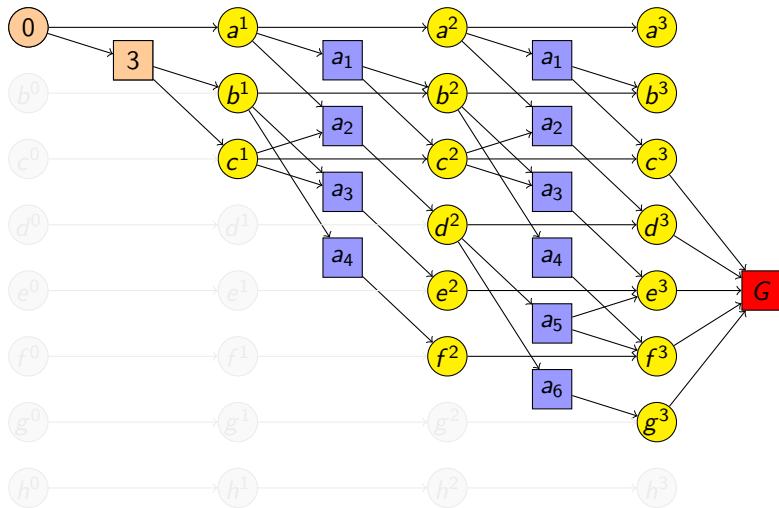 0 a¹ a² a³
3 a₁ a₁
b⁰ b¹ b² b³
a₂ a₂
c⁰ c¹ c² c³
a₃ a₃
d⁰ d¹ d² d³
a₄ a₄
e⁰ e¹ e² e³ G
a₅
f⁰ f¹ f² f³
a₆
g⁰ g¹ g² g³
h⁰ h¹ h² h³